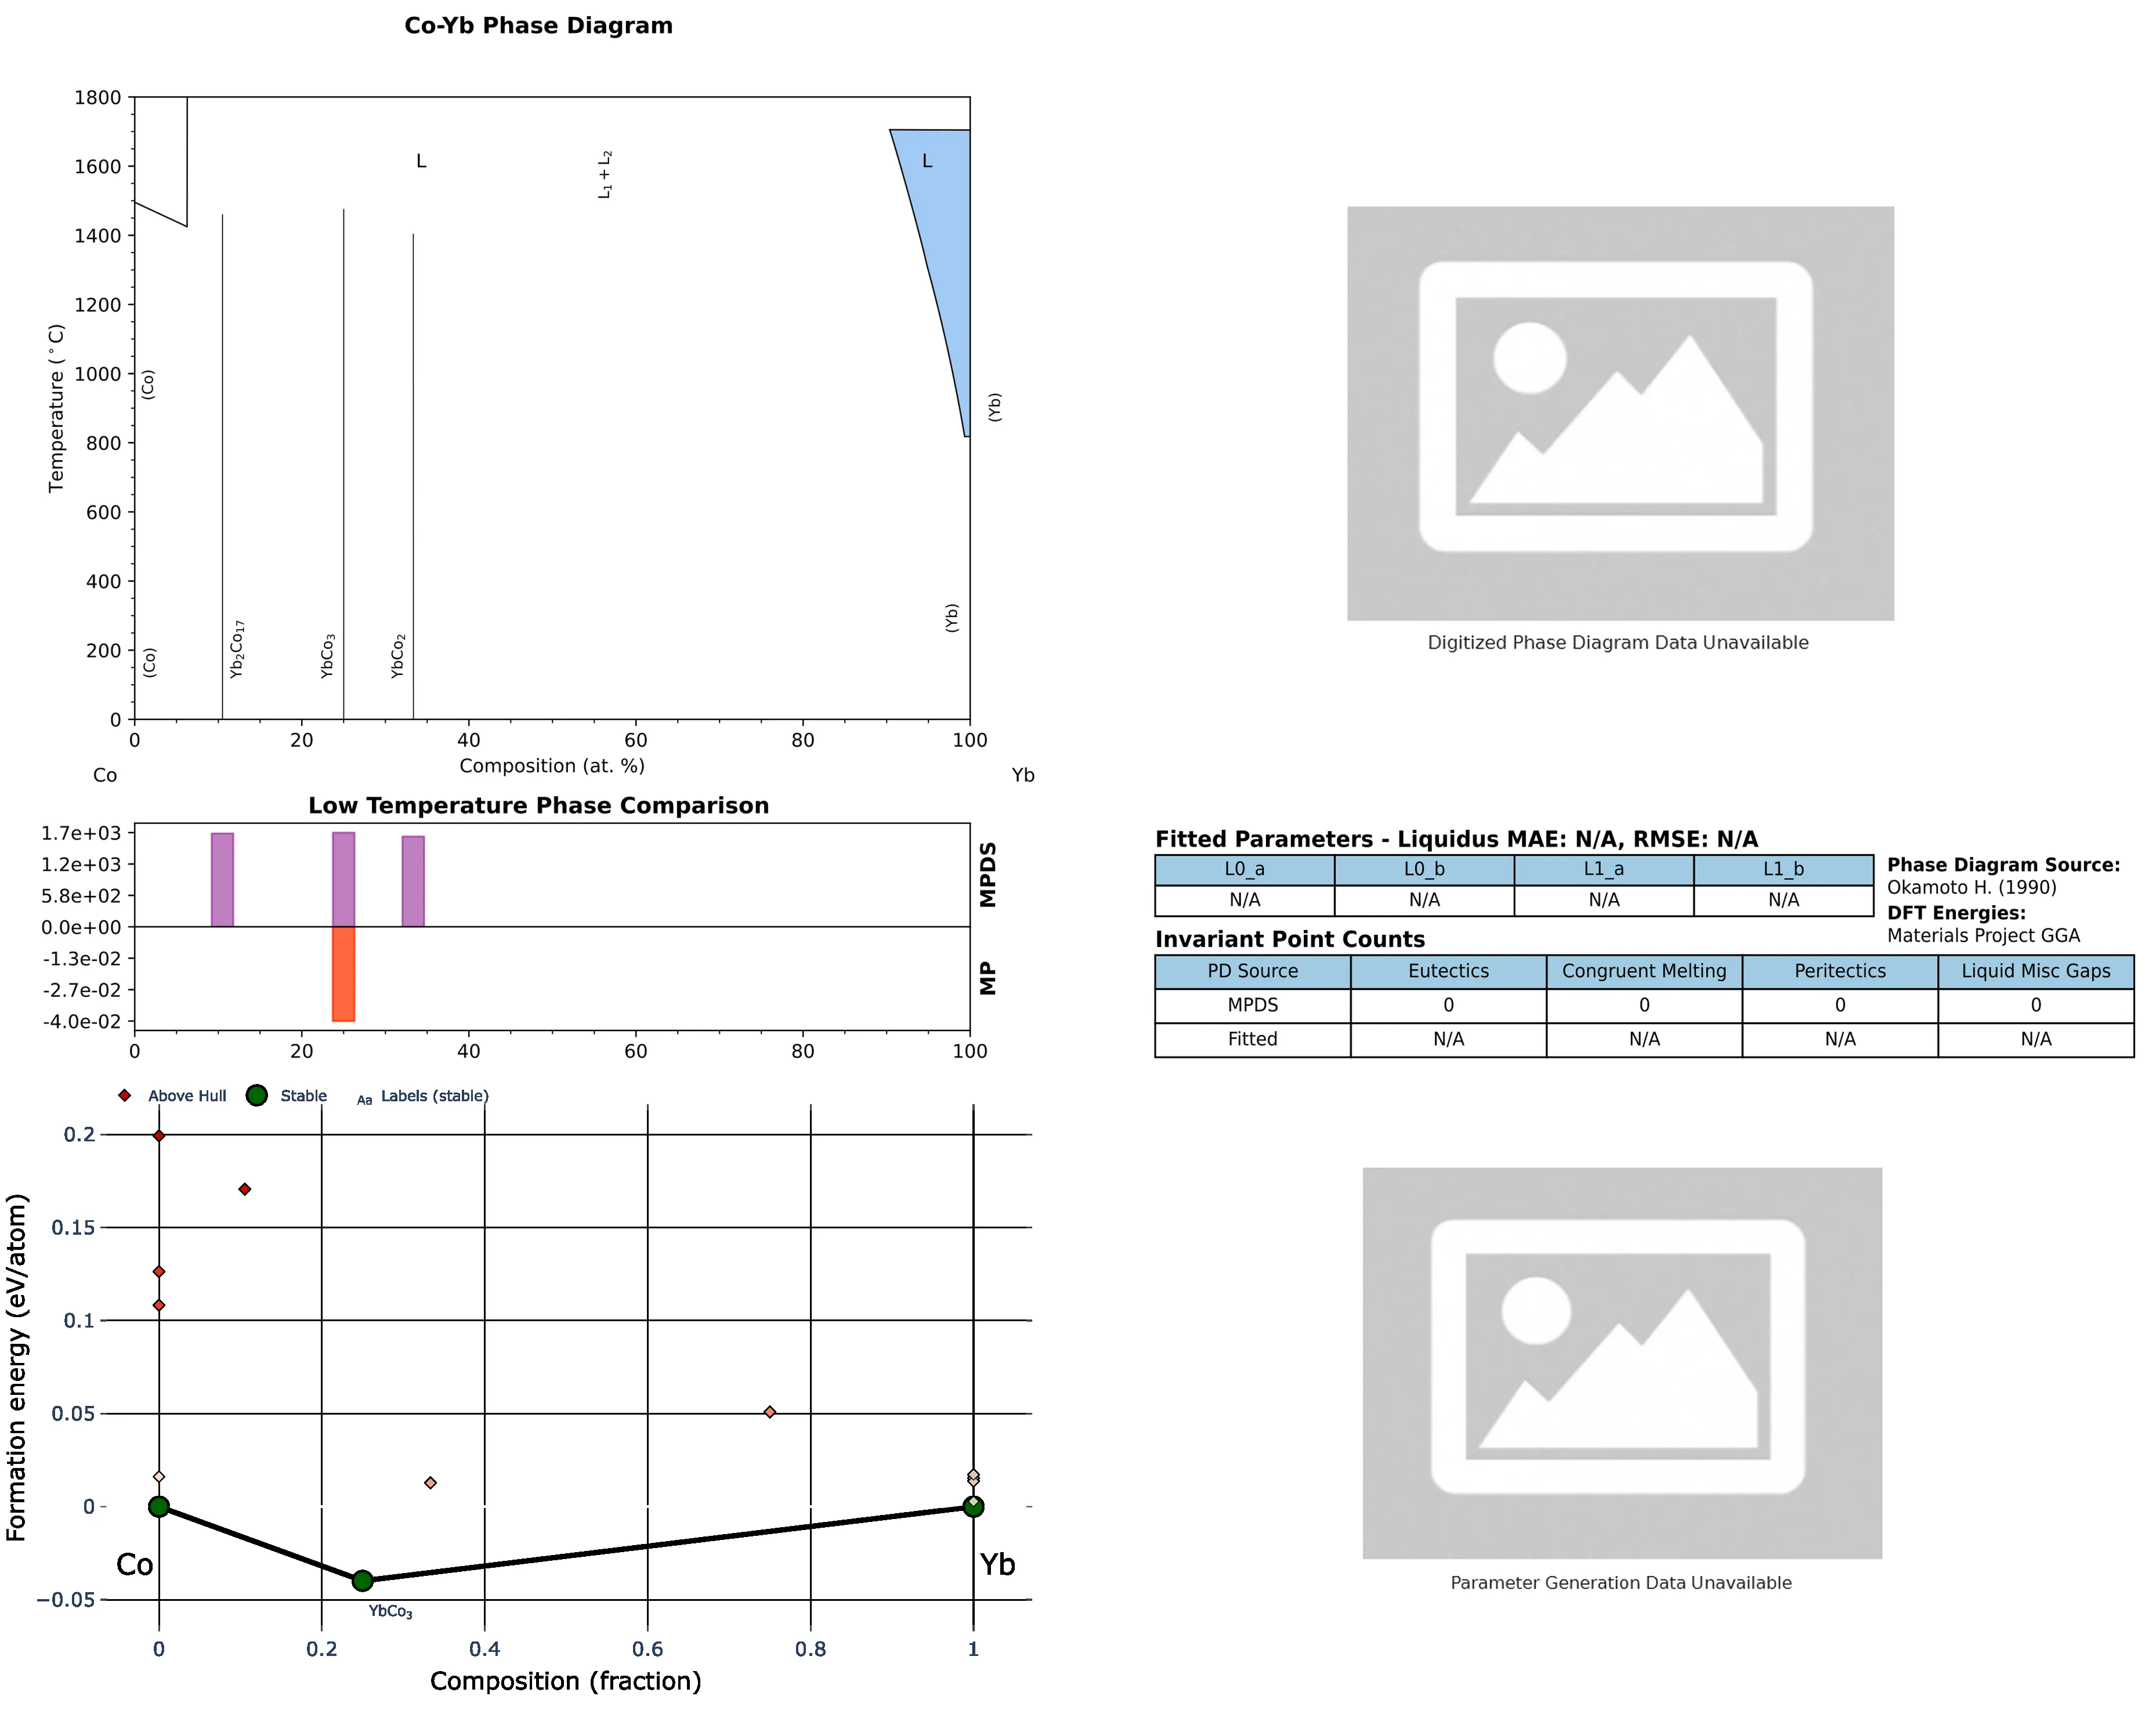 Co-Yb Phase Diagram
1800
1600
1400
1200
1000
800
600
400
200
0
Temperature (°C)
L
L₁ + L₂
L
(Co)
(Yb)
(Co)
Yb₂Co₁₇
YbCo₃
YbCo₂
(Yb)
0 20 40 60 80 100
Composition (at. %)
Co Yb
Digitized Phase Diagram Data Unavailable
Low Temperature Phase Comparison
1.7e+03
1.2e+03
5.8e+02
0.0e+00
-1.3e-02
-2.7e-02
-4.0e-02
MPDS
MP
0 20 40 60 80 100
Fitted Parameters - Liquidus MAE: N/A, RMSE: N/A
L0_a L0_b L1_a L1_b
N/A N/A N/A N/A
Phase Diagram Source:
Okamoto H. (1990)
DFT Energies:
Materials Project GGA
Invariant Point Counts
PD Source Eutectics Congruent Melting Peritectics Liquid Misc Gaps
MPDS 0 0 0 0
Fitted N/A N/A N/A N/A
Above Hull Stable Aa Labels (stable)
0.2
0.15
0.1
0.05
0
−0.05
Formation energy (eV/atom)
Co
Yb
YbCo₃
0 0.2 0.4 0.6 0.8 1
Composition (fraction)
Parameter Generation Data Unavailable